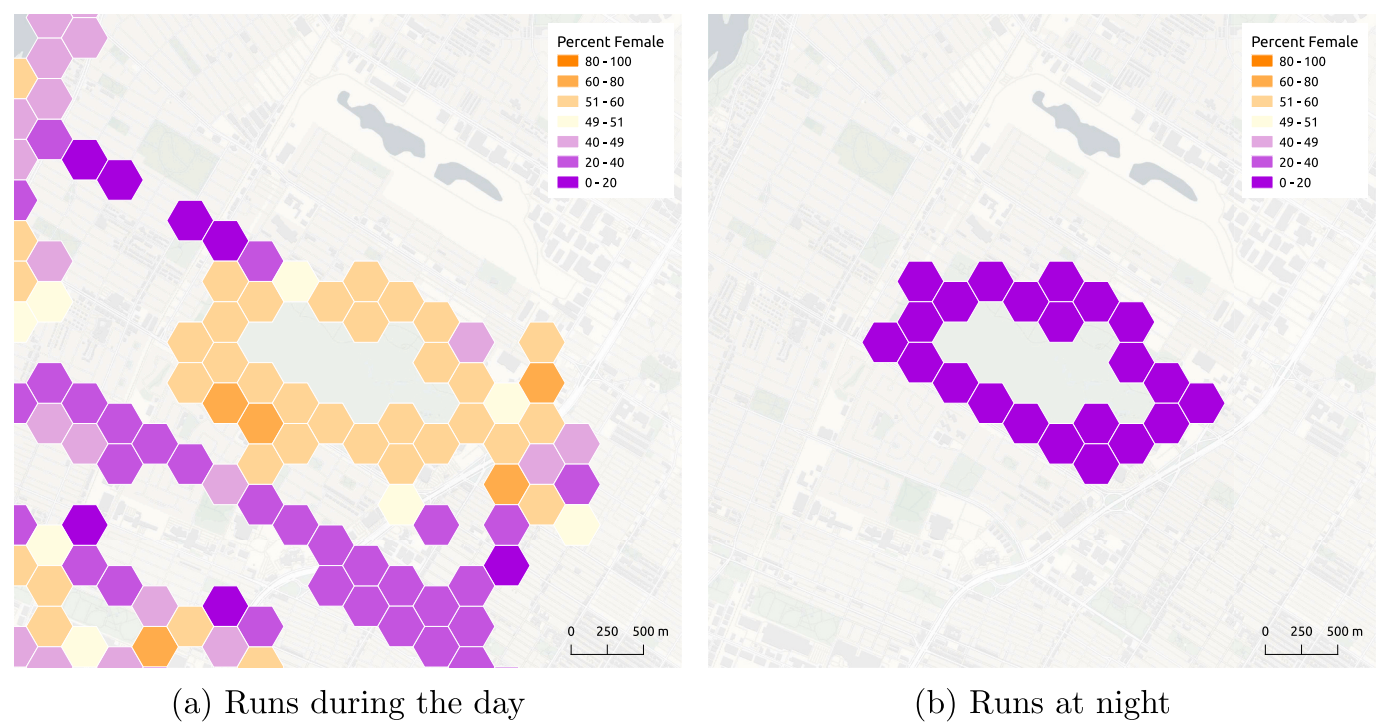 Percent Female
80 - 100
60 - 80
51 - 60
49 - 51
40 - 49
20 - 40
0 - 20
0 250 500 m
Percent Female
80 - 100
60 - 80
51 - 60
49 - 51
40 - 49
20 - 40
0 - 20
0 250 500 m
(a) Runs during the day
(b) Runs at night